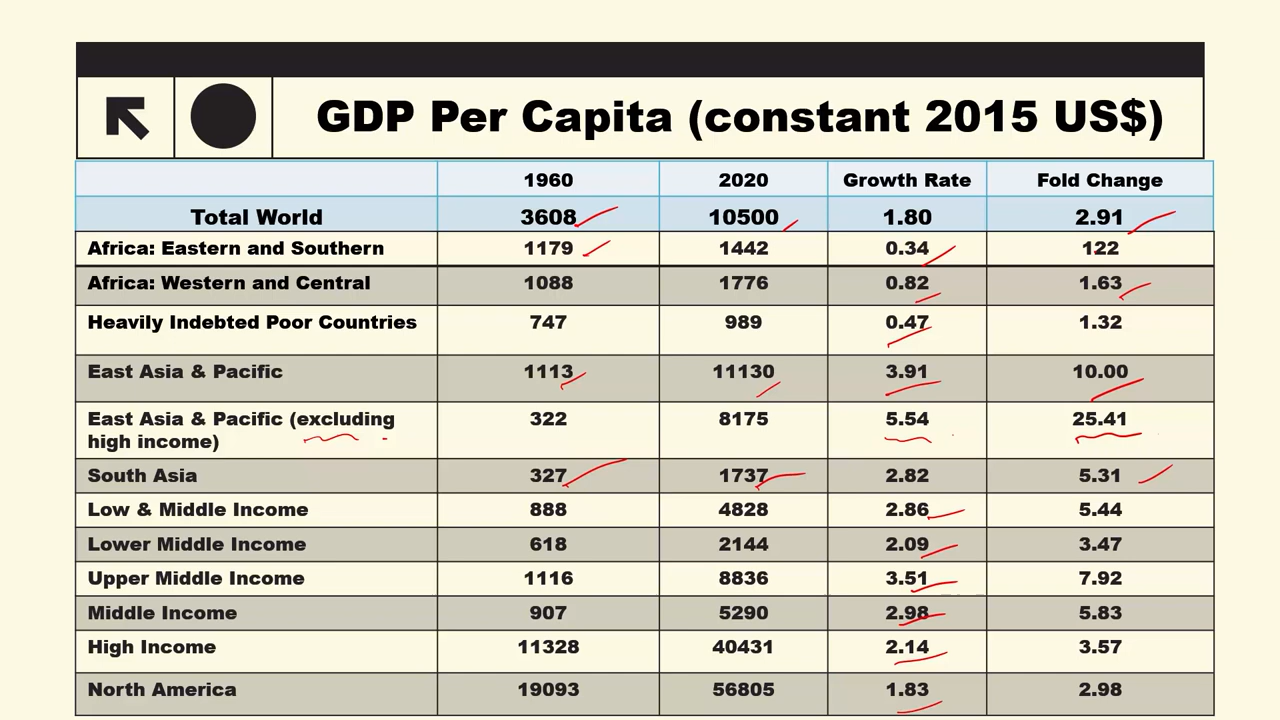 GDP Per Capita (constant 2015 US$)
1960 2020 Growth Rate Fold Change
Total World 3608 10500 1.80 2.91
Africa: Eastern and Southern 1179 1442 0.34 122
Africa: Western and Central 1088 1776 0.82 1.63
Heavily Indebted Poor Countries 747 989 0.47 1.32
East Asia & Pacific 1113 11130 3.91 10.00
East Asia & Pacific (excluding 322 8175 5.54 25.41
high income)
South Asia 327 1737 2.82 5.31
Low & Middle Income 888 4828 2.86 5.44
Lower Middle Income 618 2144 2.09 3.47
Upper Middle Income 1116 8836 3.51 7.92
Middle Income 907 5290 2.98 5.83
High Income 11328 40431 2.14 3.57
North America 19093 56805 1.83 2.98